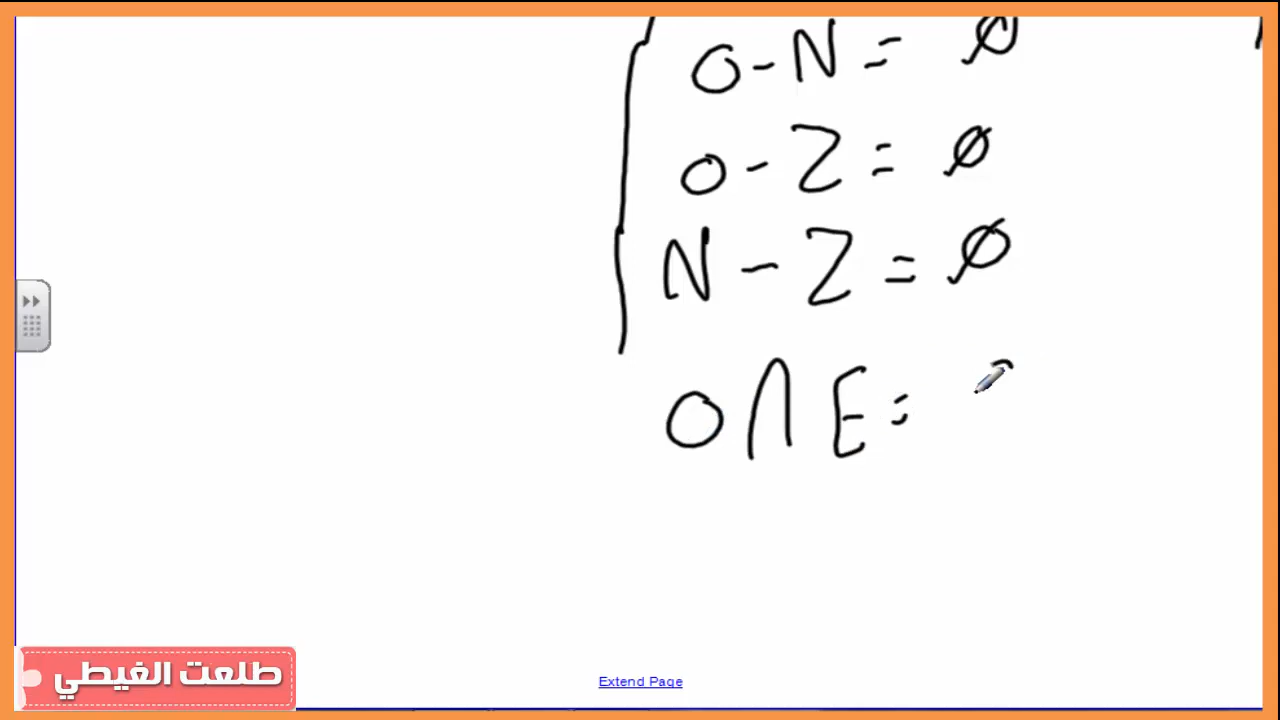 O - N = Ø
O - Z = Ø
N - Z = Ø
O ∩ E =
Extend Page
طلعت الغيطي